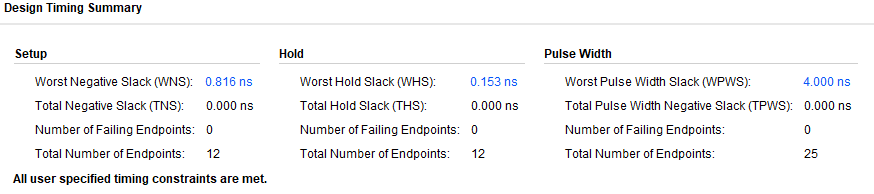 Design Timing Summary
Setup Hold Pulse Width
Worst Negative Slack (WNS): 0.816 ns Worst Hold Slack (WHS): 0.153 ns Worst Pulse Width Slack (WPWS): 4.000 ns
Total Negative Slack (TNS): 0.000 ns Total Hold Slack (THS): 0.000 ns Total Pulse Width Negative Slack (TPWS): 0.000 ns
Number of Failing Endpoints: 0 Number of Failing Endpoints: 0 Number of Failing Endpoints: 0
Total Number of Endpoints: 12 Total Number of Endpoints: 12 Total Number of Endpoints: 25
All user specified timing constraints are met.